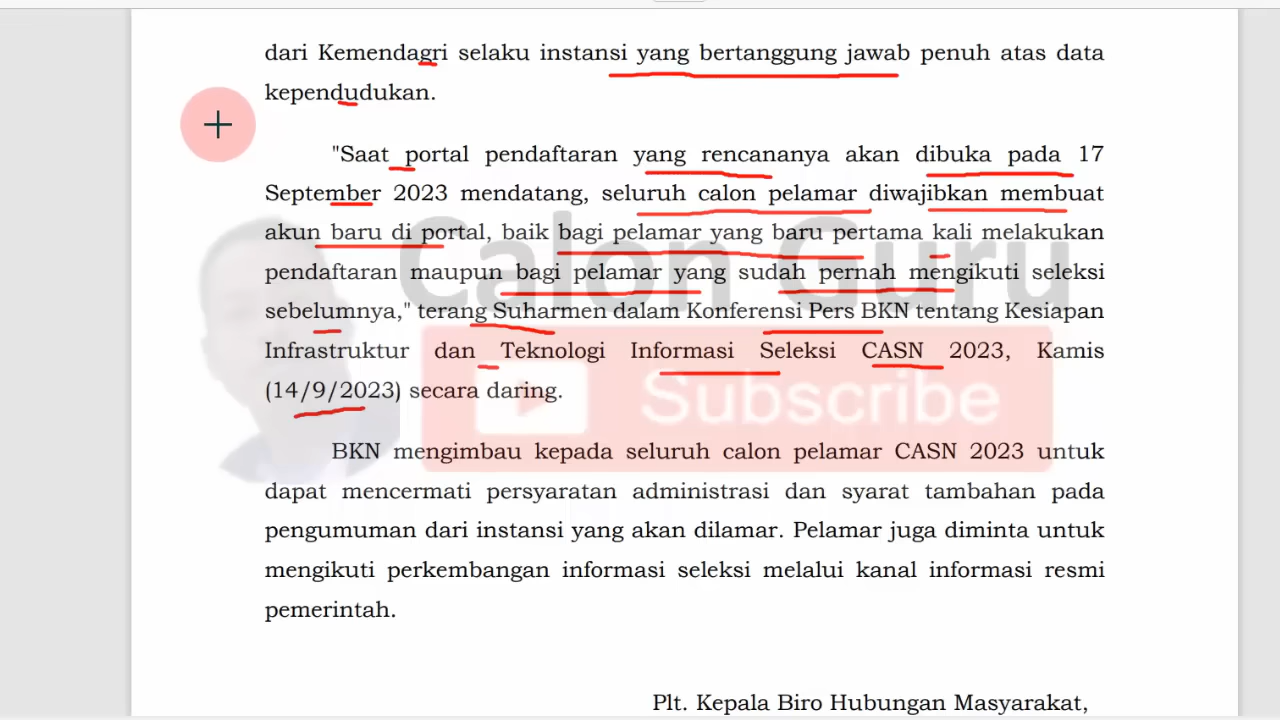 dari Kemendagri selaku instansi yang bertanggung jawab penuh atas data
kependudukan.
"Saat portal pendaftaran yang rencananya akan dibuka pada 17
September 2023 mendatang, seluruh calon pelamar diwajibkan membuat
akun baru di portal, baik bagi pelamar yang baru pertama kali melakukan
pendaftaran maupun bagi pelamar yang sudah pernah mengikuti seleksi
sebelumnya," terang Suharmen dalam Konferensi Pers BKN tentang Kesiapan
Infrastruktur dan Teknologi Informasi Seleksi CASN 2023, Kamis
(14/9/2023) secara daring.
BKN mengimbau kepada seluruh calon pelamar CASN 2023 untuk
dapat mencermati persyaratan administrasi dan syarat tambahan pada
pengumuman dari instansi yang akan dilamar. Pelamar juga diminta untuk
mengikuti perkembangan informasi seleksi melalui kanal informasi resmi
pemerintah.
Plt. Kepala Biro Hubungan Masyarakat,
Calon Guru
Subscribe